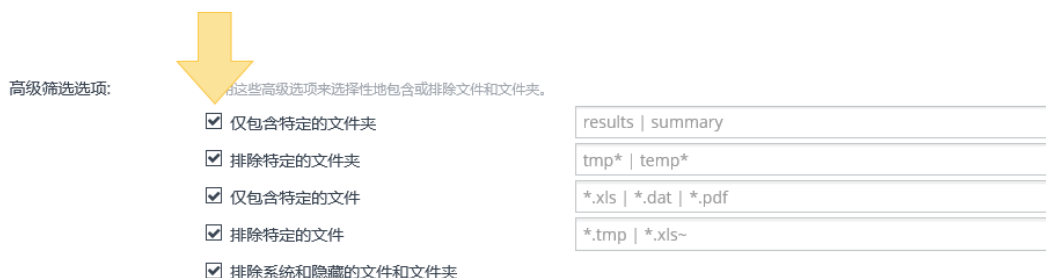 高级筛选选项:
用这些高级选项来选择性地包含或排除文件和文件夹。
仅包含特定的文件夹 results | summary
排除特定的文件夹 tmp* | temp*
仅包含特定的文件 *.xls | *.dat | *.pdf
排除特定的文件 *.tmp | *.xls~
排除系统和隐藏的文件和文件夹